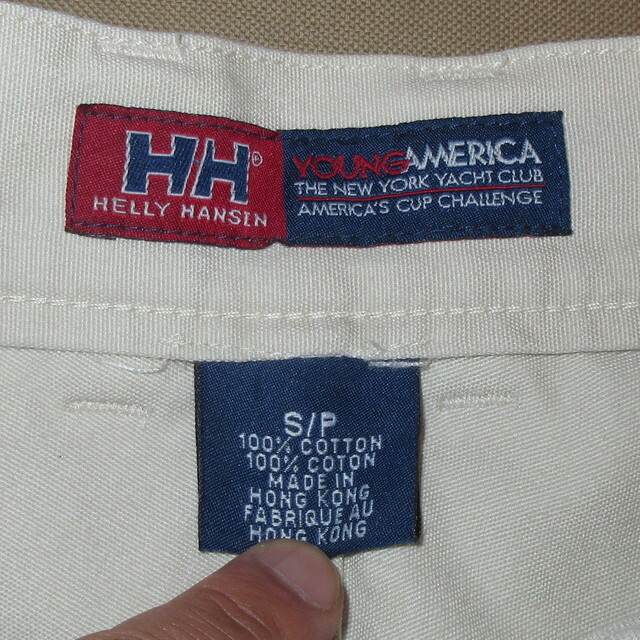 HH®
HELLY HANSEN
YOUNGAMERICA
THE NEW YORK YACHT CLUB
AMERICA'S CUP CHALLENGE
S/P
100% COTTON
100% COTON
MADE IN
HONG KONG
FABRIQUE AU
HONG KONG